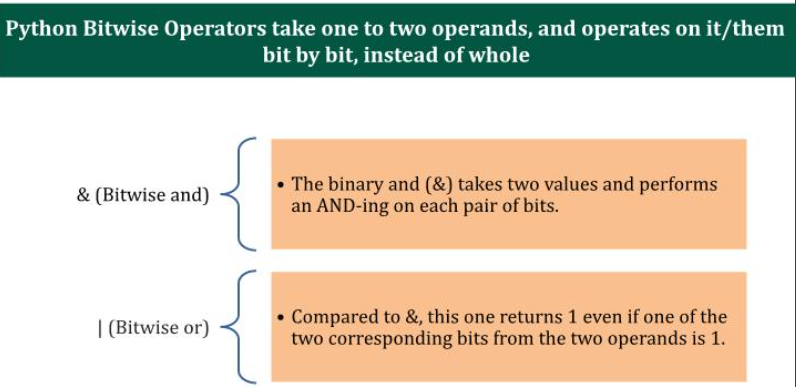 Python Bitwise Operators take one to two operands, and operates on it/them
bit by bit, instead of whole
& (Bitwise and)
• The binary and (&) takes two values and performs
an AND-ing on each pair of bits.
| (Bitwise or)
• Compared to &, this one returns 1 even if one of the
two corresponding bits from the two operands is 1.